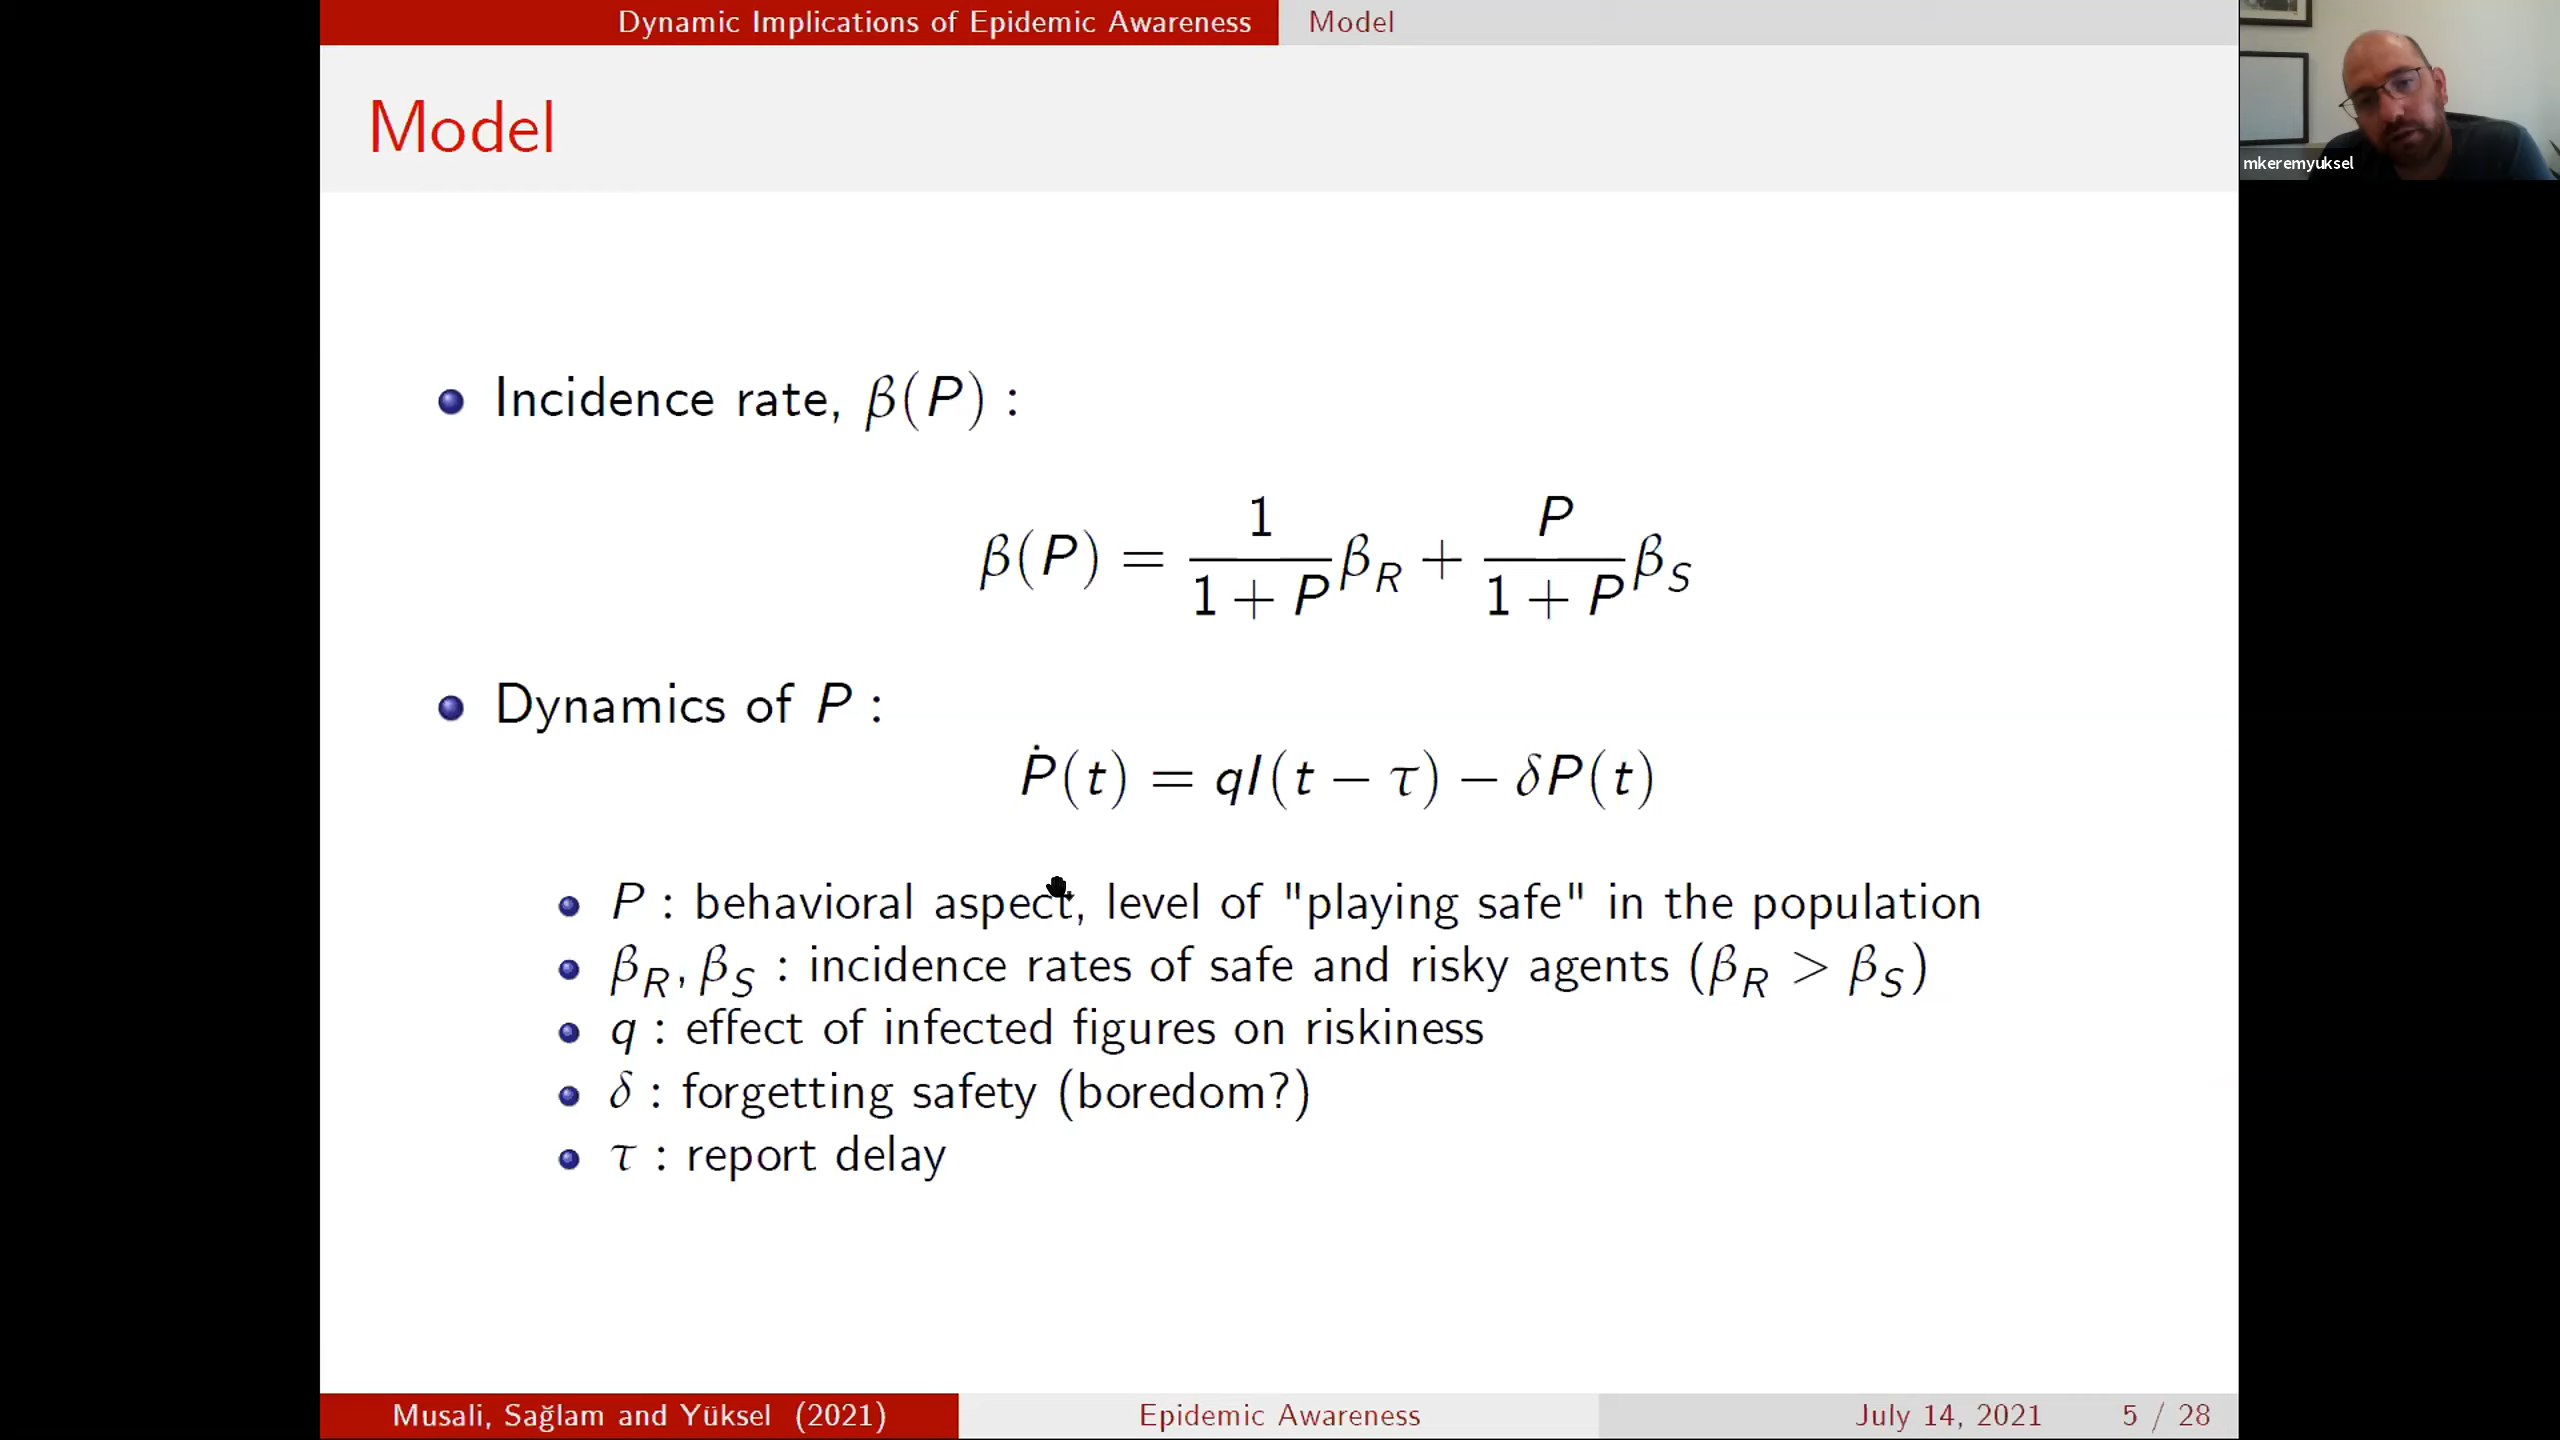 Dynamic Implications of Epidemic Awareness Model
Model
mkeremyuksel
Incidence rate, β(P) :
β(P) = \frac{1}{1 + P} β_R + \frac{P}{1 + P} β_S
Dynamics of P :
Ṗ(t) = qI(t − τ) − δP(t)
P : behavioral aspect, level of "playing safe" in the population
β_R, β_S : incidence rates of safe and risky agents (β_R > β_S)
q : effect of infected figures on riskiness
δ : forgetting safety (boredom?)
τ : report delay
Musali, Sağlam and Yüksel (2021) Epidemic Awareness July 14, 2021 5 / 28